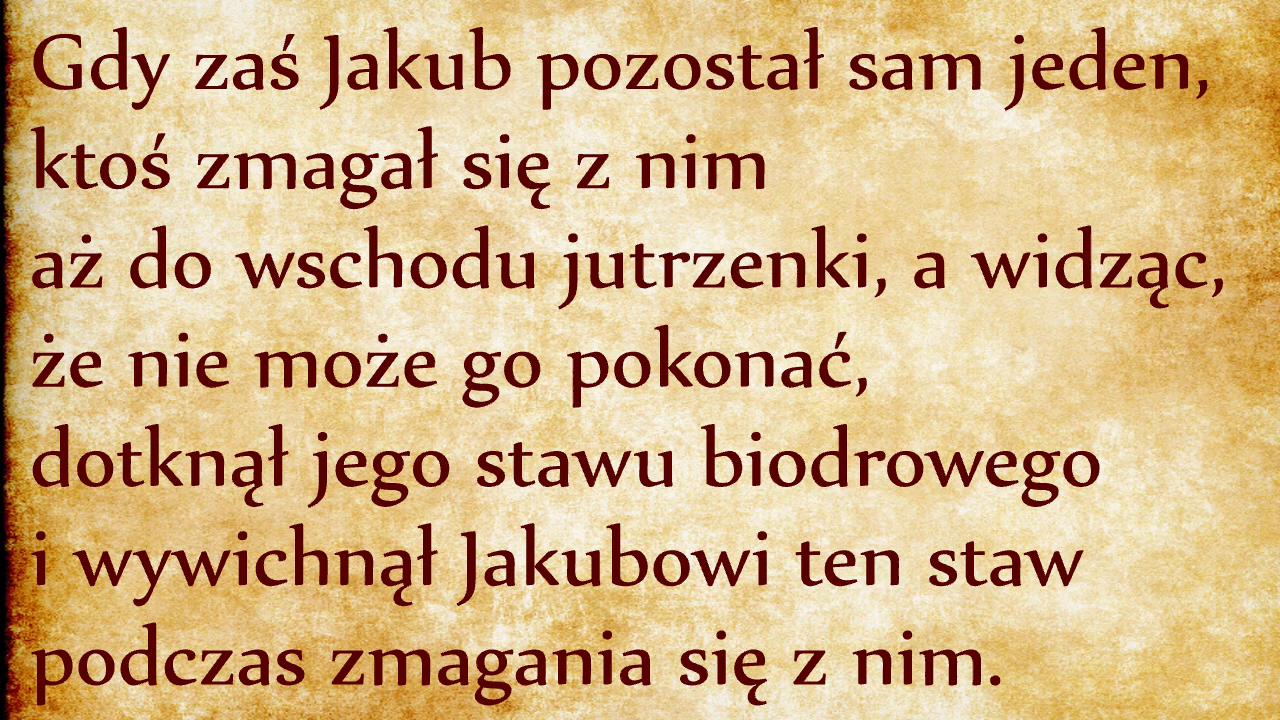 Gdy zaś Jakub pozostał sam jeden,
ktoś zmagał się z nim
aż do wschodu jutrzenki, a widząc,
że nie może go pokonać,
dotknął jego stawu biodrowego
i wywichnął Jakubowi ten staw
podczas zmagania się z nim.